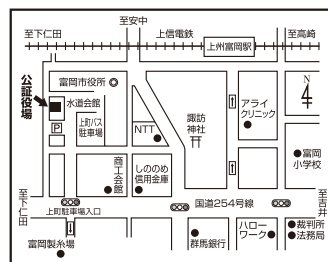 至安中
至下仁田
上信電鉄
至高崎
上州富岡駅
富岡市役所
公証役場
水道会館
P
上町バス
駐車場
NTT
諏訪
神社
アライ
クリニック
N
商工会館
しののめ
信用金庫
富岡
小学校
至下仁田
上町駐車場入口
国道254号線
至吉井
富岡製糸場
群馬銀行
ハロー
ワーク
裁判所
法務局